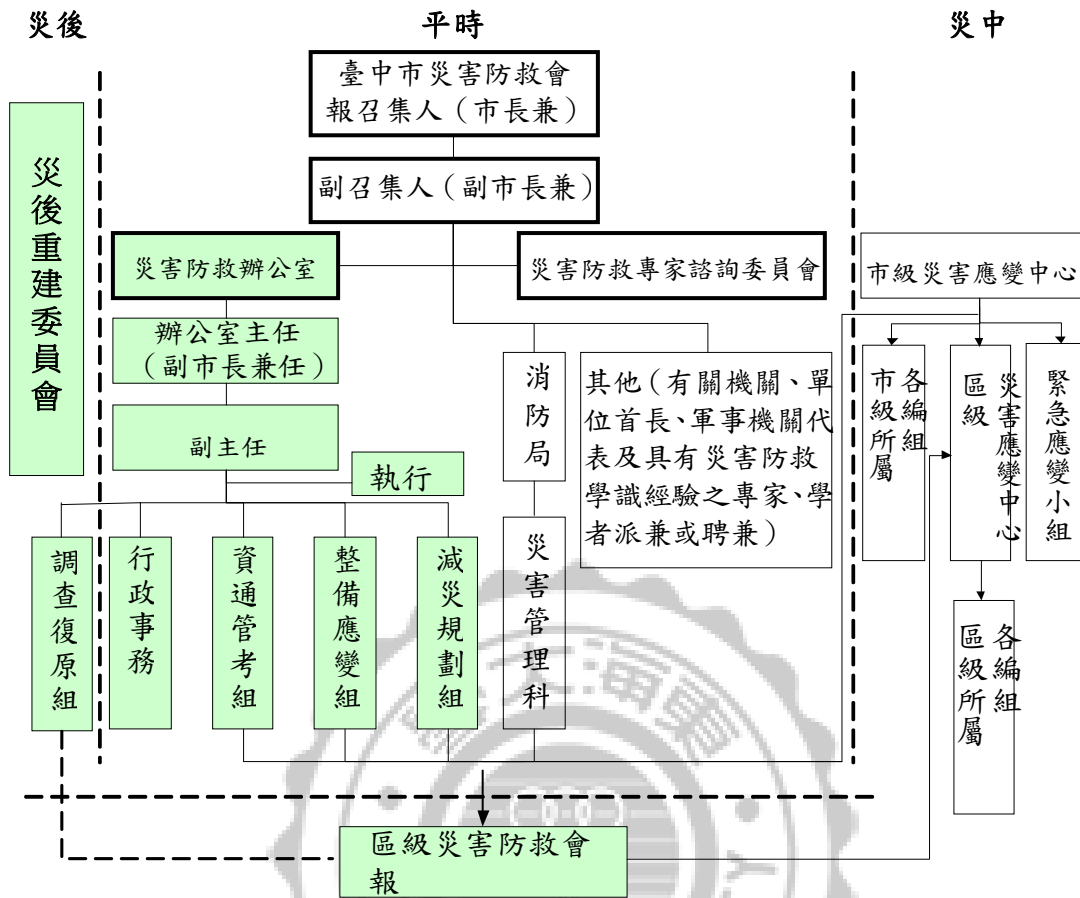 災後
平時
災中
臺中市災害防救會
報召集人（市長兼）
副召集人（副市長兼）
災後重建委員會
災害防救辦公室
災害防救專家諮詢委員會
市級災害應變中心
辦公室主任
（副市長兼任）
副主任
執行
消防局
其他（有關機關、單
位首長、軍事機關代
表及具有災害防救
學識經驗之專家、學
者派兼或聘兼）
市級所屬
各編組
區級
災害應變中心
緊急應變小組
調查復原組
行政事務
資通管考組
整備應變組
減災規劃組
災害管理科
區級所屬
各編組
區級災害防救會
報